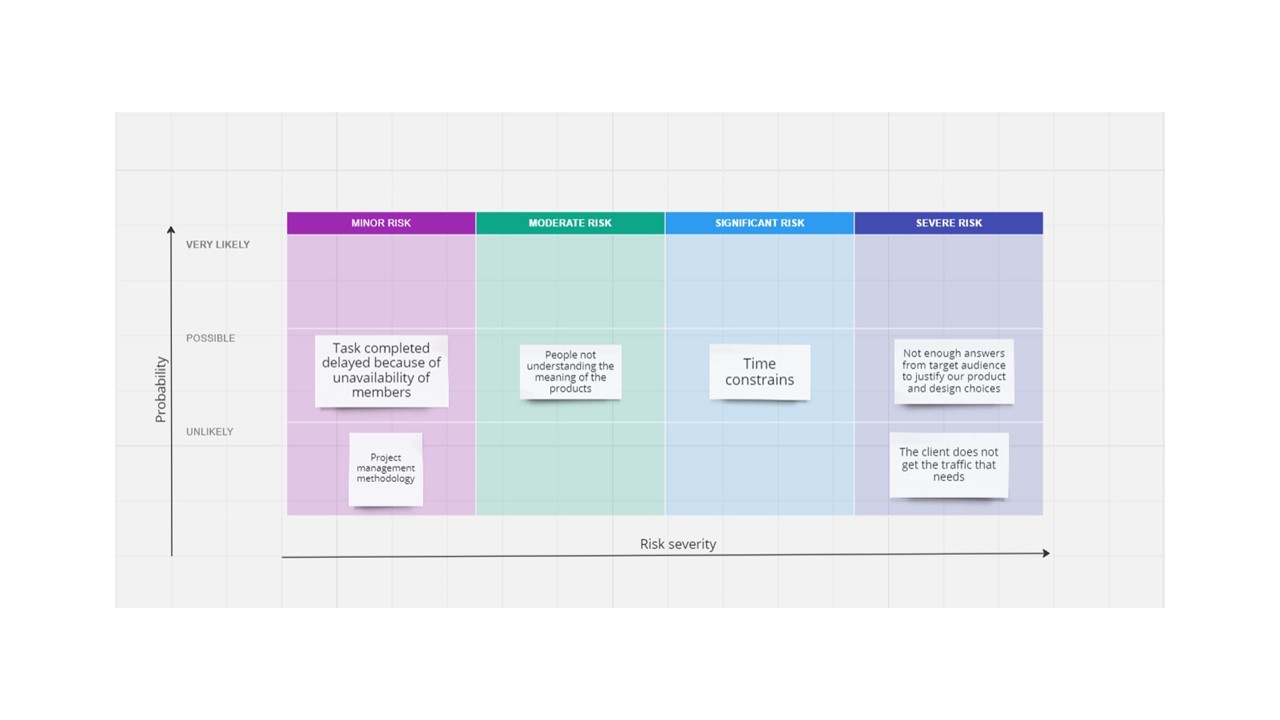 MINOR RISK
MODERATE RISK
SIGNIFICANT RISK
SEVERE RISK
VERY LIKELY
POSSIBLE
Task completed
delayed because of
unavailability of
members
People not
understanding the
meaning of the
products
Time
constrains
Not enough answers
from target audience
to justify our product
and design choices
Probability
UNLIKELY
Project
management
methodology
The client does not
get the traffic that
needs
Risk severity